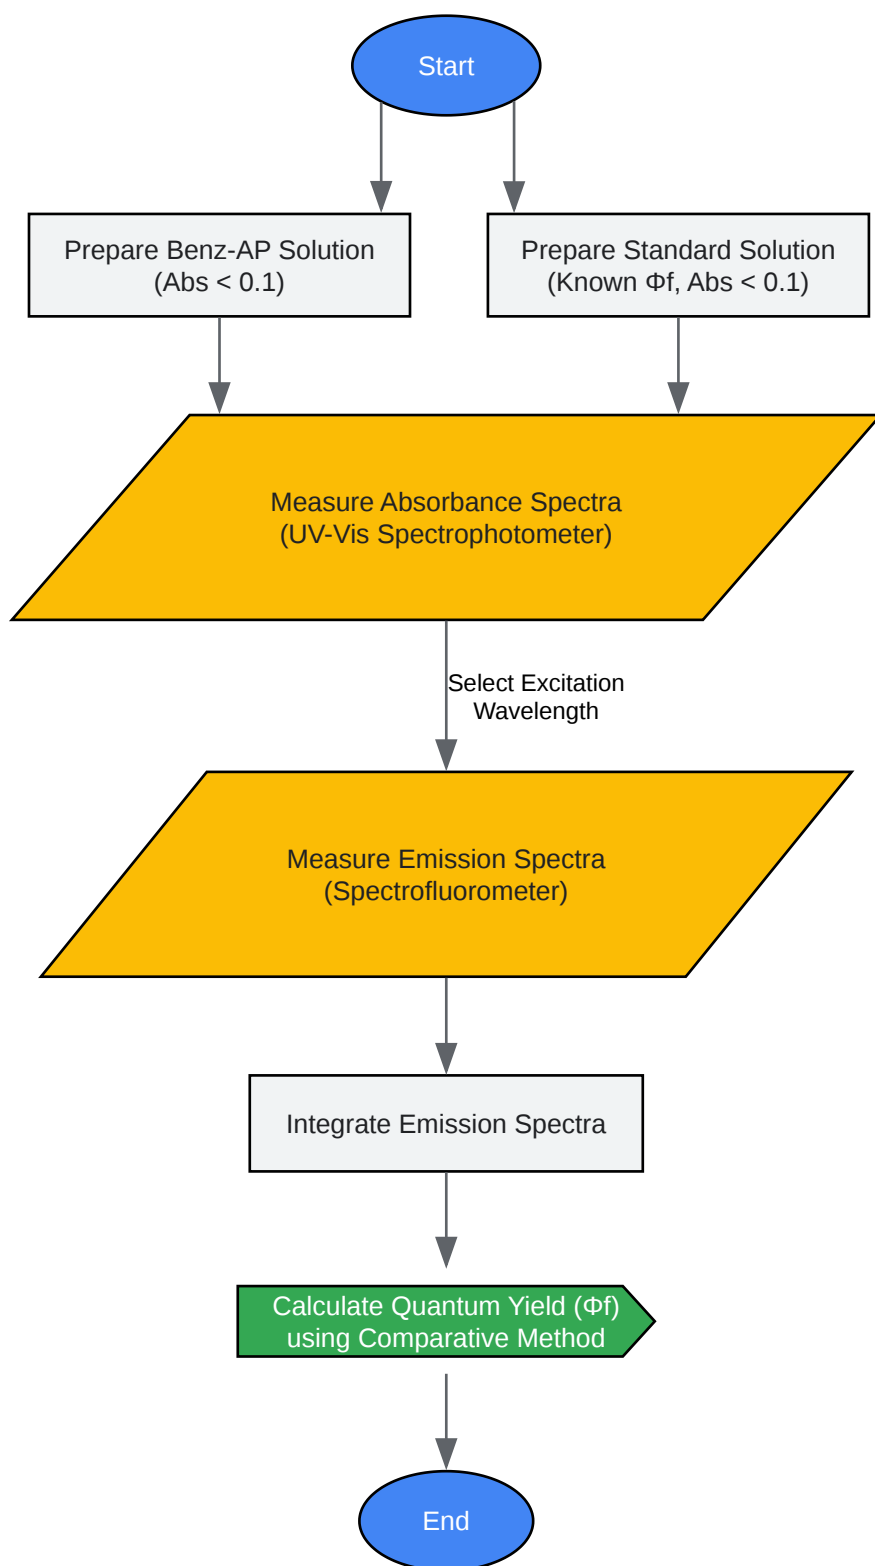 Start
Prepare Benz-AP Solution
(Abs < 0.1)
Prepare Standard Solution
(Known Φf, Abs < 0.1)
Measure Absorbance Spectra
(UV-Vis Spectrophotometer)
Select Excitation
Wavelength
Measure Emission Spectra
(Spectrofluorometer)
Integrate Emission Spectra
Calculate Quantum Yield (Φf)
using Comparative Method
End